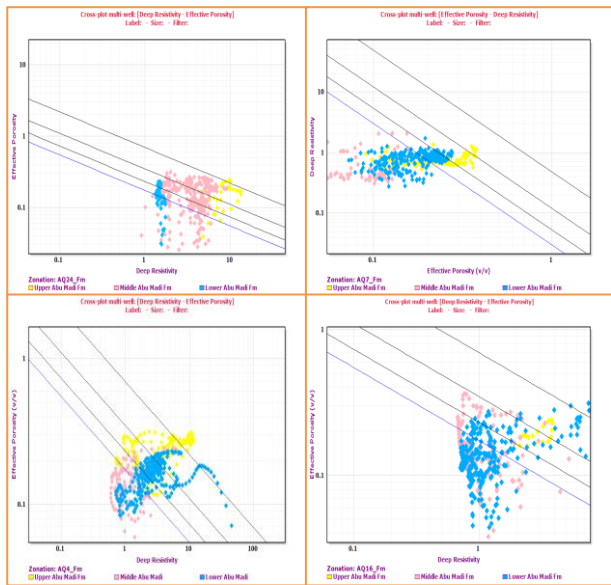 Cross-plot multi-well: [Deep Resistivity - Effective Porosity]
Label: - Size: - Filter:
10
1
0.1
Effective Porosity
0.1
1
10
Deep Resistivity
Zonation: AQ24_Fm
Upper Abu Madi Fm
Middle Abu Madi Fm
Lower Abu Madi Fm
Cross-plot multi-well: [Effective Porosity - Deep Resistivity]
Label: - Size: - Filter:
10
1
0.1
Deep Resistivity
0.1
1
Effective Porosity (v/v)
Zonation: AQ7_Fm
Upper Abu Madi Fm
Middle Abu Madi Fm
Lower Abu Madi Fm
Cross-plot multi-well: [Deep Resistivity - Effective Porosity]
Label: - Size: - Filter:
1
0.1
Effective Porosity (v/v)
0.1
1
10
100
Deep Resistivity
Zonation: AQ4_Fm
Upper Abu Madi Fm
Middle Abu Madi
Lower Abu Madi
Cross-plot multi-well: [Deep Resistivity - Effective Porosity]
Label: - Size: - Filter:
1
0.1
Effective Porosity (v/v)
0.1
1
Deep Resistivity
Zonation: AQ16_Fm
Upper Abu Madi Fm
Middle Abu Madi Fm
Lower Abu Madi Fm